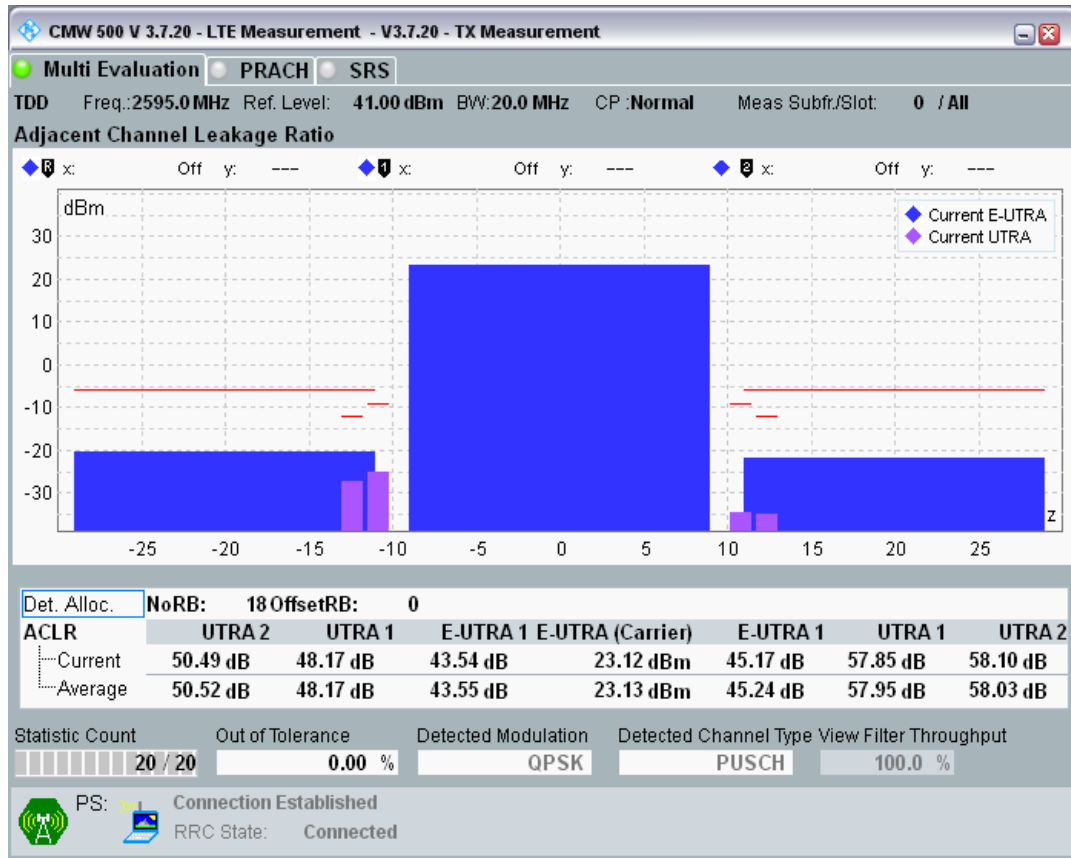 CMW 500 V 3.7.20 - LTE Measurement - V3.7.20 - TX Measurement
Multi Evaluation PRACH SRS
TDD Freq.:2595.0 MHz Ref. Level: 41.00 dBm BW:20.0 MHz CP :Normal Meas Subfr./Slot: 0 / All
Adjacent Channel Leakage Ratio
R x: Off y: --- 1 x: Off y: --- 2 x: Off y: ---
dBm
Current E-UTRA
Current UTRA
30
20
10
0
-10
-20
-30
z
-25 -20 -15 -10 -5 0 5 10 15 20 25
Det. Alloc. NoRB: 18 OffsetRB: 0
ACLR UTRA 2 UTRA 1 E-UTRA 1 E-UTRA (Carrier) E-UTRA 1 UTRA 1 UTRA 2
Current 50.49 dB 48.17 dB 43.54 dB 23.12 dBm 45.17 dB 57.85 dB 58.10 dB
Average 50.52 dB 48.17 dB 43.55 dB 23.13 dBm 45.24 dB 57.95 dB 58.03 dB
Statistic Count Out of Tolerance Detected Modulation Detected Channel Type View Filter Throughput
20 / 20 0.00 % QPSK PUSCH 100.0 %
PS: Connection Established
RRC State: Connected